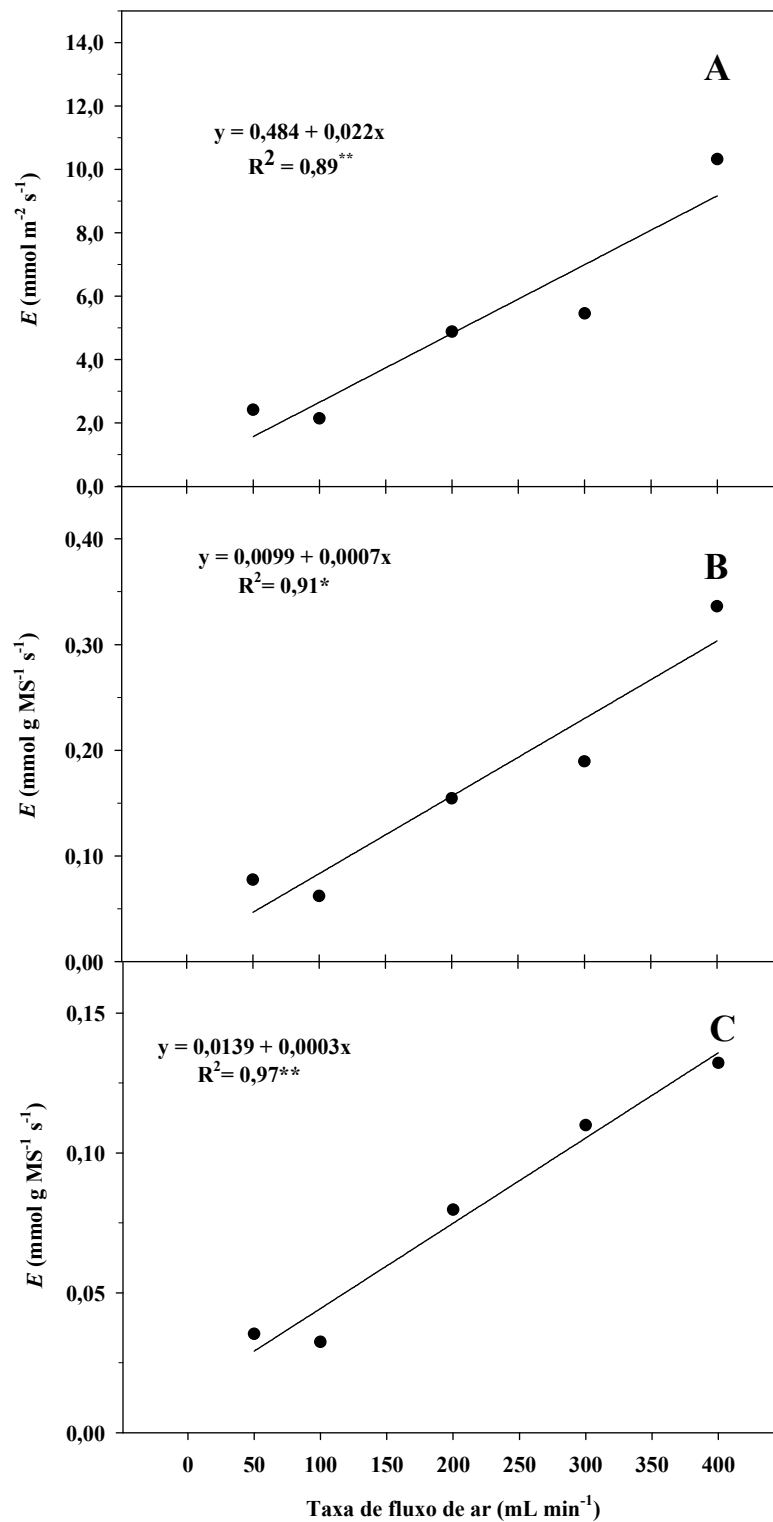 14,0
A
12,0
y = 0,484 + 0,022x
R² = 0,89**
10,0
8,0
6,0
4,0
2,0
0,0
E (mmol m⁻² s⁻¹)
0,40
y = 0,0099 + 0,0007x
B
R²= 0,91*
0,30
0,20
0,10
0,00
E (mmol g MS⁻¹ s⁻¹)
0,15
C
y = 0,0139 + 0,0003x
R²= 0,97**
0,10
0,05
0,00
E (mmol g MS⁻¹ s⁻¹)
0 50 100 150 200 250 300 350 400
Taxa de fluxo de ar (mL min⁻¹)